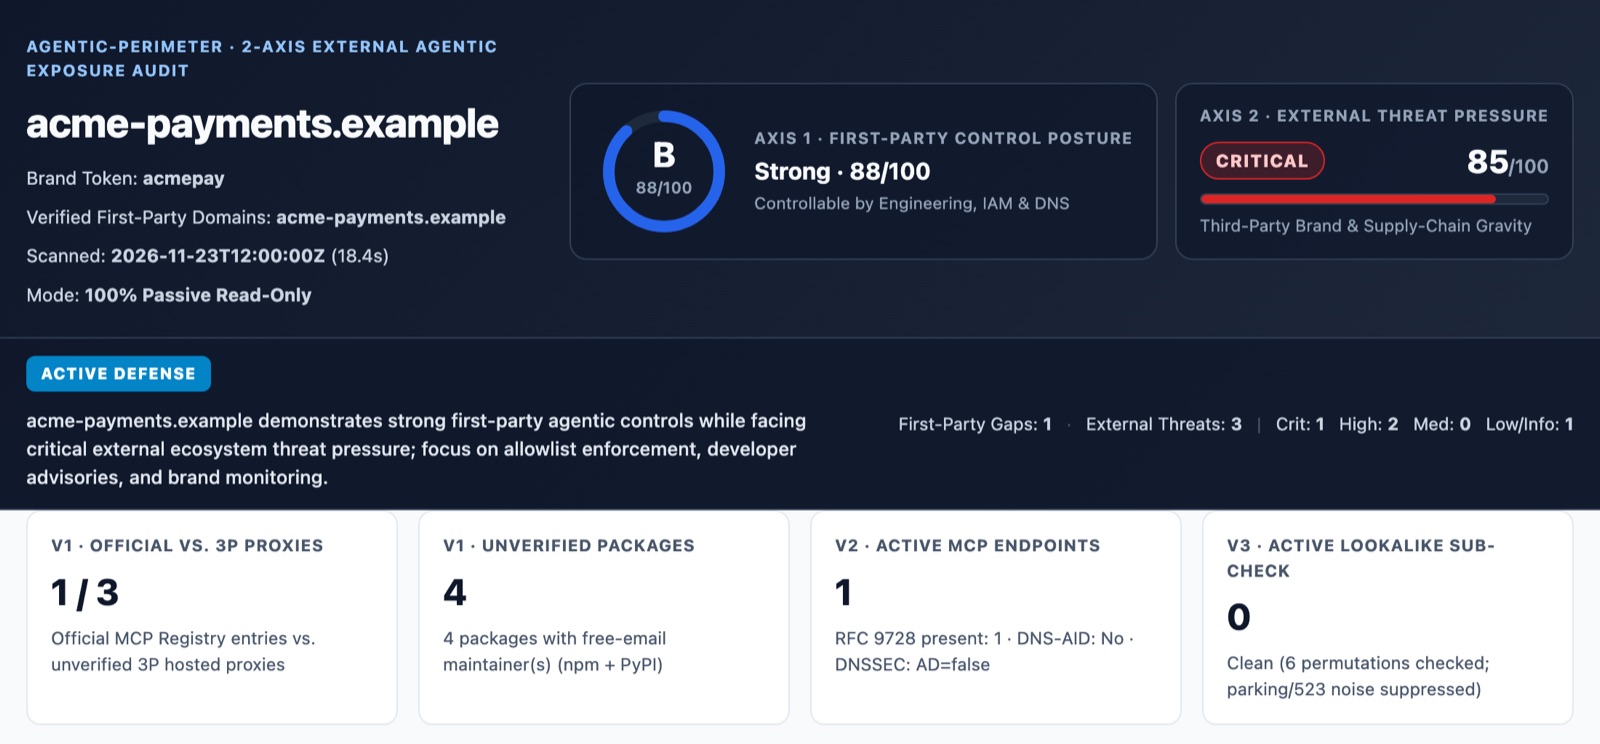 AGENTIC-PERIMETER · 2-AXIS EXTERNAL AGENTIC
EXPOSURE AUDIT
acme-payments.example
Brand Token: acmepay
Verified First-Party Domains: acme-payments.example
Scanned: 2026-11-23T12:00:00Z (18.4s)
Mode: 100% Passive Read-Only
B
88/100
AXIS 1 · FIRST-PARTY CONTROL POSTURE
Strong · 88/100
Controllable by Engineering, IAM & DNS
AXIS 2 · EXTERNAL THREAT PRESSURE
CRITICAL
85/100
Third-Party Brand & Supply-Chain Gravity
ACTIVE DEFENSE
acme-payments.example demonstrates strong first-party agentic controls while facing
critical external ecosystem threat pressure; focus on allowlist enforcement, developer
advisories, and brand monitoring.
First-Party Gaps: 1 · External Threats: 3 | Crit: 1 High: 2 Med: 0 Low/Info: 1
V1 · OFFICIAL VS. 3P PROXIES
1 / 3
Official MCP Registry entries vs.
unverified 3P hosted proxies
V1 · UNVERIFIED PACKAGES
4
4 packages with free-email
maintainer(s) (npm + PyPI)
V2 · ACTIVE MCP ENDPOINTS
1
RFC 9728 present: 1 · DNS-AID: No ·
DNSSEC: AD=false
V3 · ACTIVE LOOKALIKE SUB-
CHECK
0
Clean (6 permutations checked;
parking/523 noise suppressed)